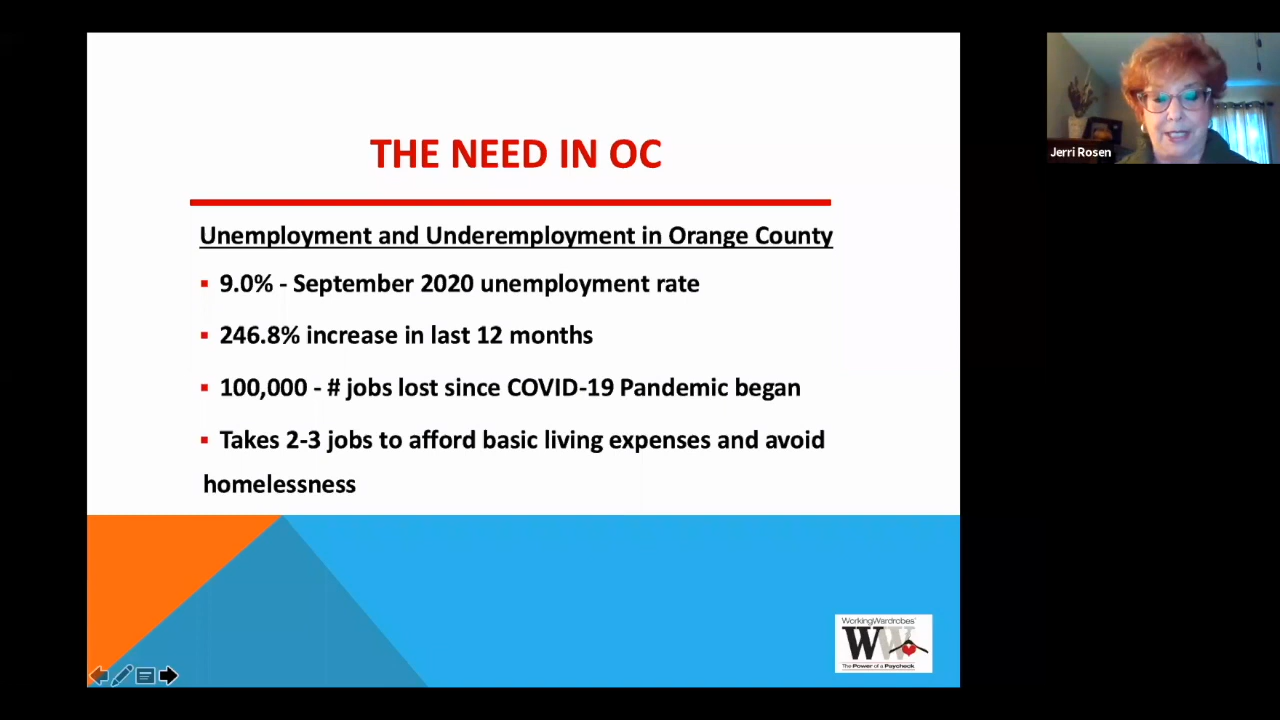 THE NEED IN OC
Jerri Rosen
Unemployment and Underemployment in Orange County
▪ 9.0% - September 2020 unemployment rate
▪ 246.8% increase in last 12 months
▪ 100,000 - # jobs lost since COVID-19 Pandemic began
▪ Takes 2-3 jobs to afford basic living expenses and avoid
homelessness
WorkingWardrobes
WW
The Power of a Paycheck